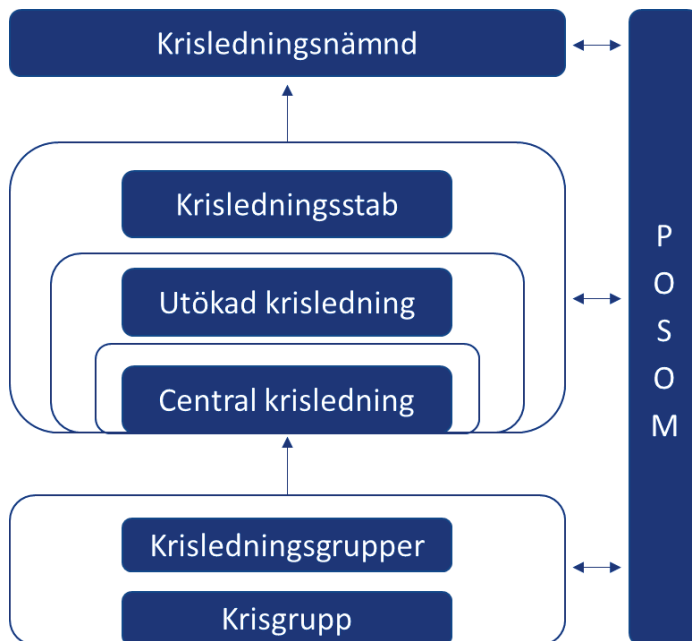 Krisledningsnämnd
Krisledningsstab
Utökad krisledning
Central krisledning
Krisledningsgrupper
Krisgrupp
P
O
S
O
M